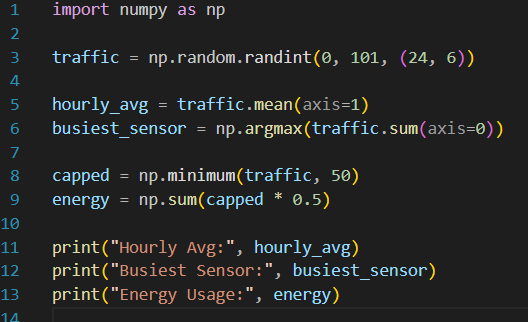 1 import numpy as np
2
3 traffic = np.random.randint(0, 101, (24, 6))
4
5 hourly_avg = traffic.mean(axis=1)
6 busiest_sensor = np.argmax(traffic.sum(axis=0))
7
8 capped = np.minimum(traffic, 50)
9 energy = np.sum(capped * 0.5)
10
11 print("Hourly Avg:", hourly_avg)
12 print("Busiest Sensor:", busiest_sensor)
13 print("Energy Usage:", energy)
14